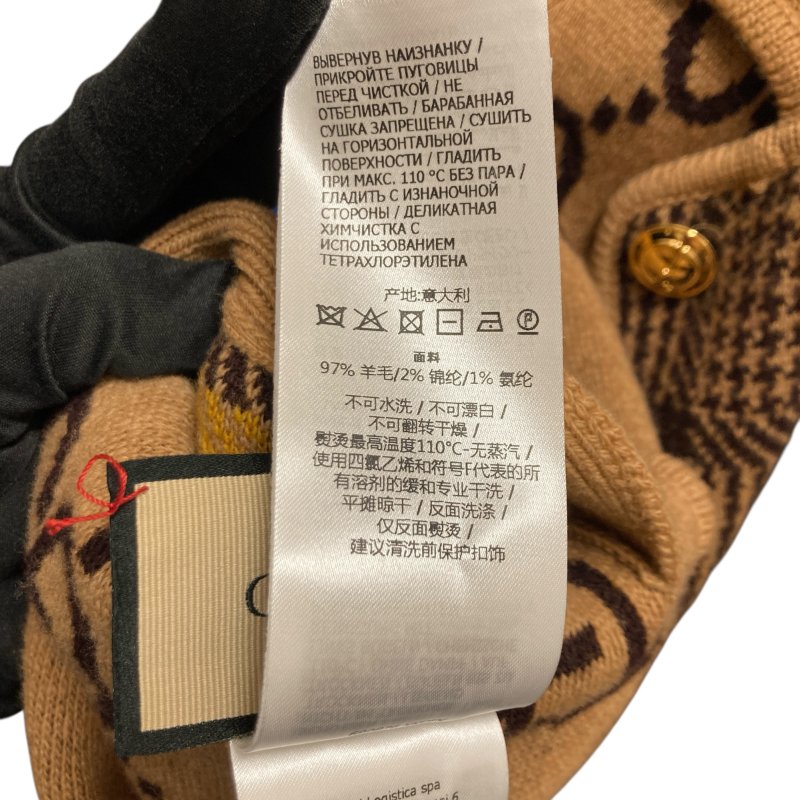 ВЫВЕРНУВ НАИЗНАНКУ /
ПРИКРОЙТЕ ПУГОВИЦЫ
ПЕРЕД ЧИСТКОЙ / НЕ
ОТБЕЛИВАТЬ / БАРАБАННАЯ
СУШКА ЗАПРЕЩЕНА / СУШИТЬ
НА ГОРИЗОНТАЛЬНОЙ
ПОВЕРХНОСТИ / ГЛАДИТЬ
ПРИ МАКС. 110 °C БЕЗ ПАРА /
ГЛАДИТЬ С ИЗНАНОЧНОЙ
СТОРОНЫ / ДЕЛИКАТНАЯ
ХИМЧИСТКА С
ИСПОЛЬЗОВАНИЕМ
ТЕТРАХЛОРЭТИЛЕНА
产地:意大利
面料
97% 羊毛/2% 锦纶/1% 氨纶
不可水洗 / 不可漂白 /
不可翻转干燥 /
熨烫最高温度110°C-无蒸汽 /
使用四氯乙烯和符号F代表的所
有溶剂的缓和专业干洗 /
平摊晾干 / 反面洗涤 /
仅反面熨烫 /
建议清洗前保护扣饰
Logistica spa
6